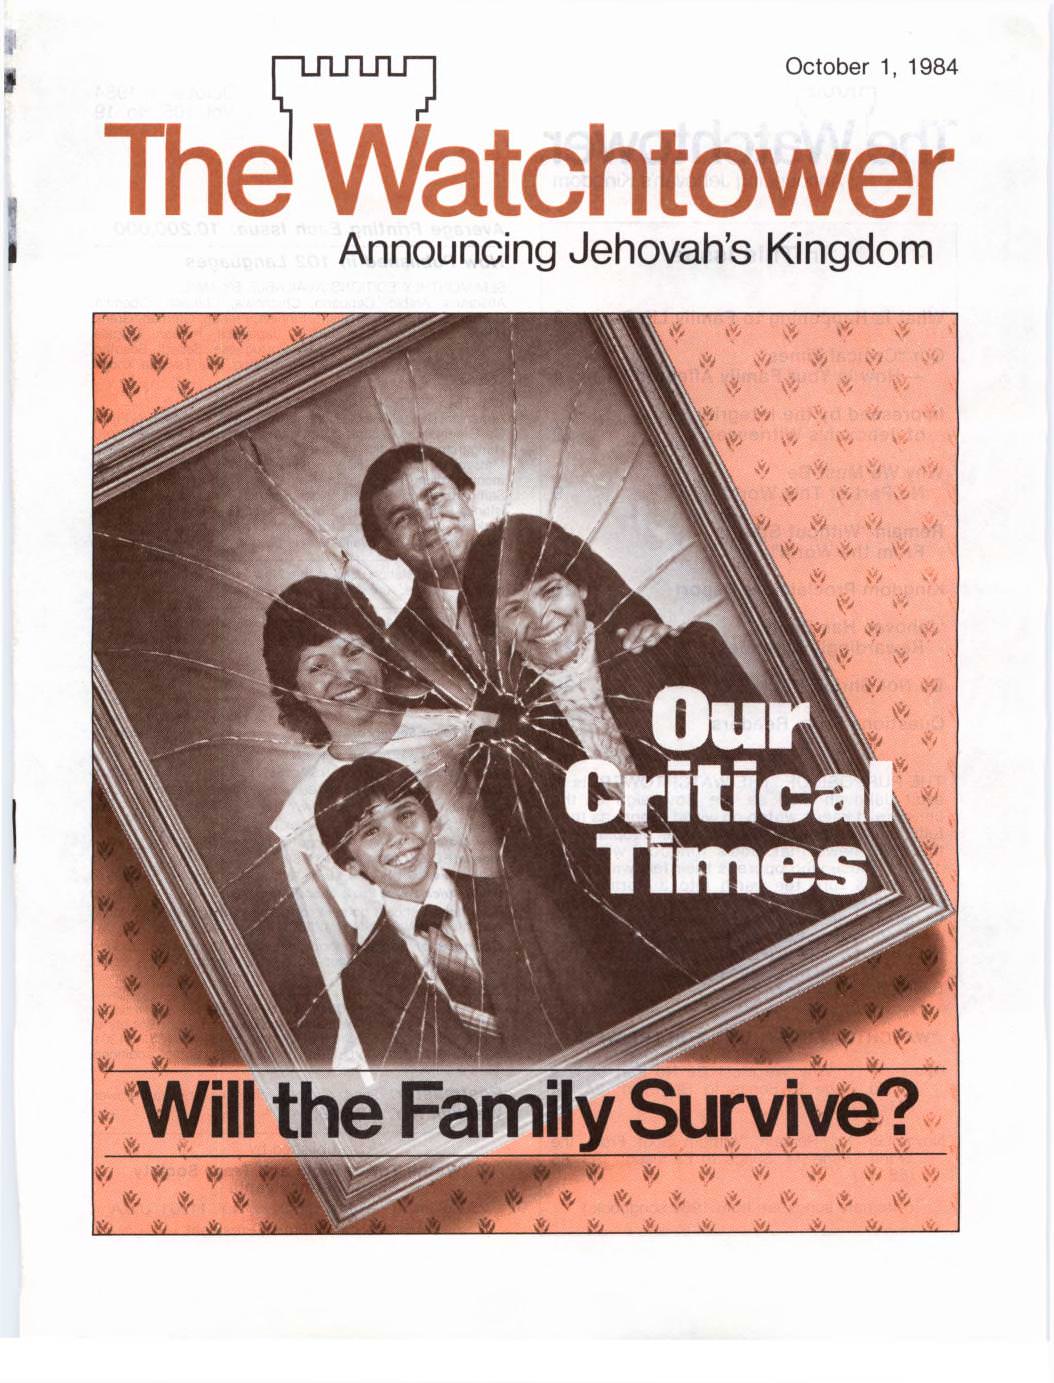 October 1, 1984
The Watchtower
Announcing Jehovah's Kingdom
Our
Critical
Times
Will the Family Survive?